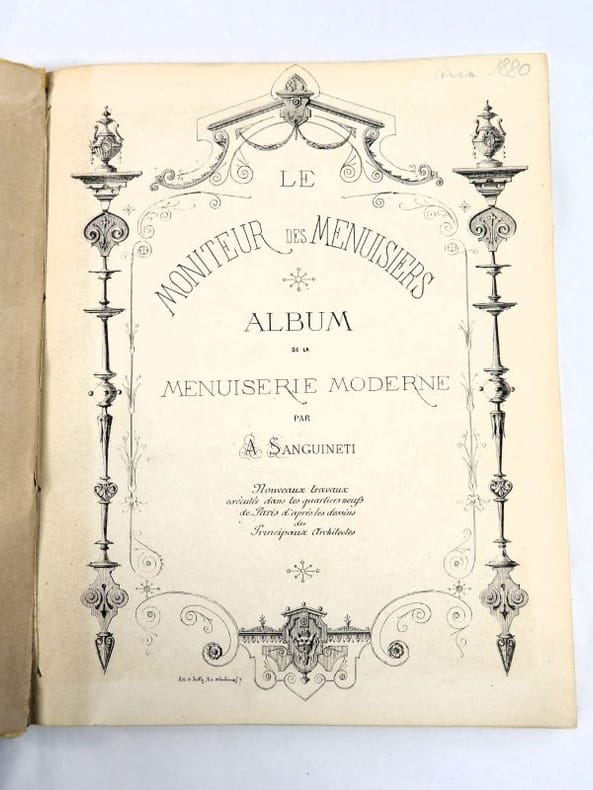 circa 1880
LE
MONITEUR DES MENUISIERS
ALBUM
DE LA
MENUISERIE MODERNE
PAR
A SANGUINETI
Nouveaux travaux
exécutés dans les quartiers neufs
de Paris d'après les dessins
des
Principaux Architectes